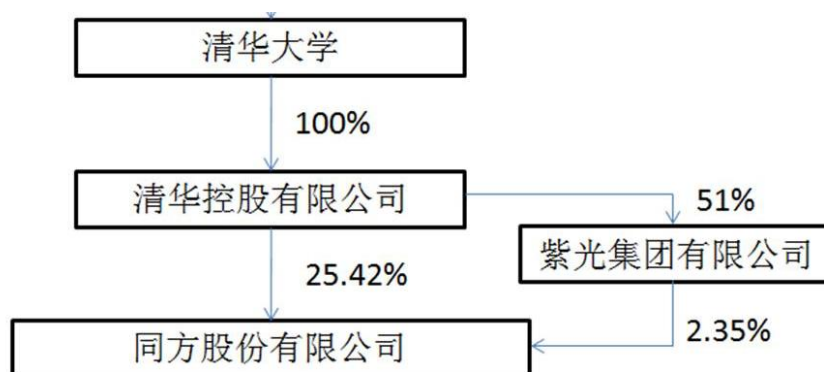 清华大学
100%
清华控股有限公司
51%
紫光集团有限公司
25.42%
2.35%
同方股份有限公司